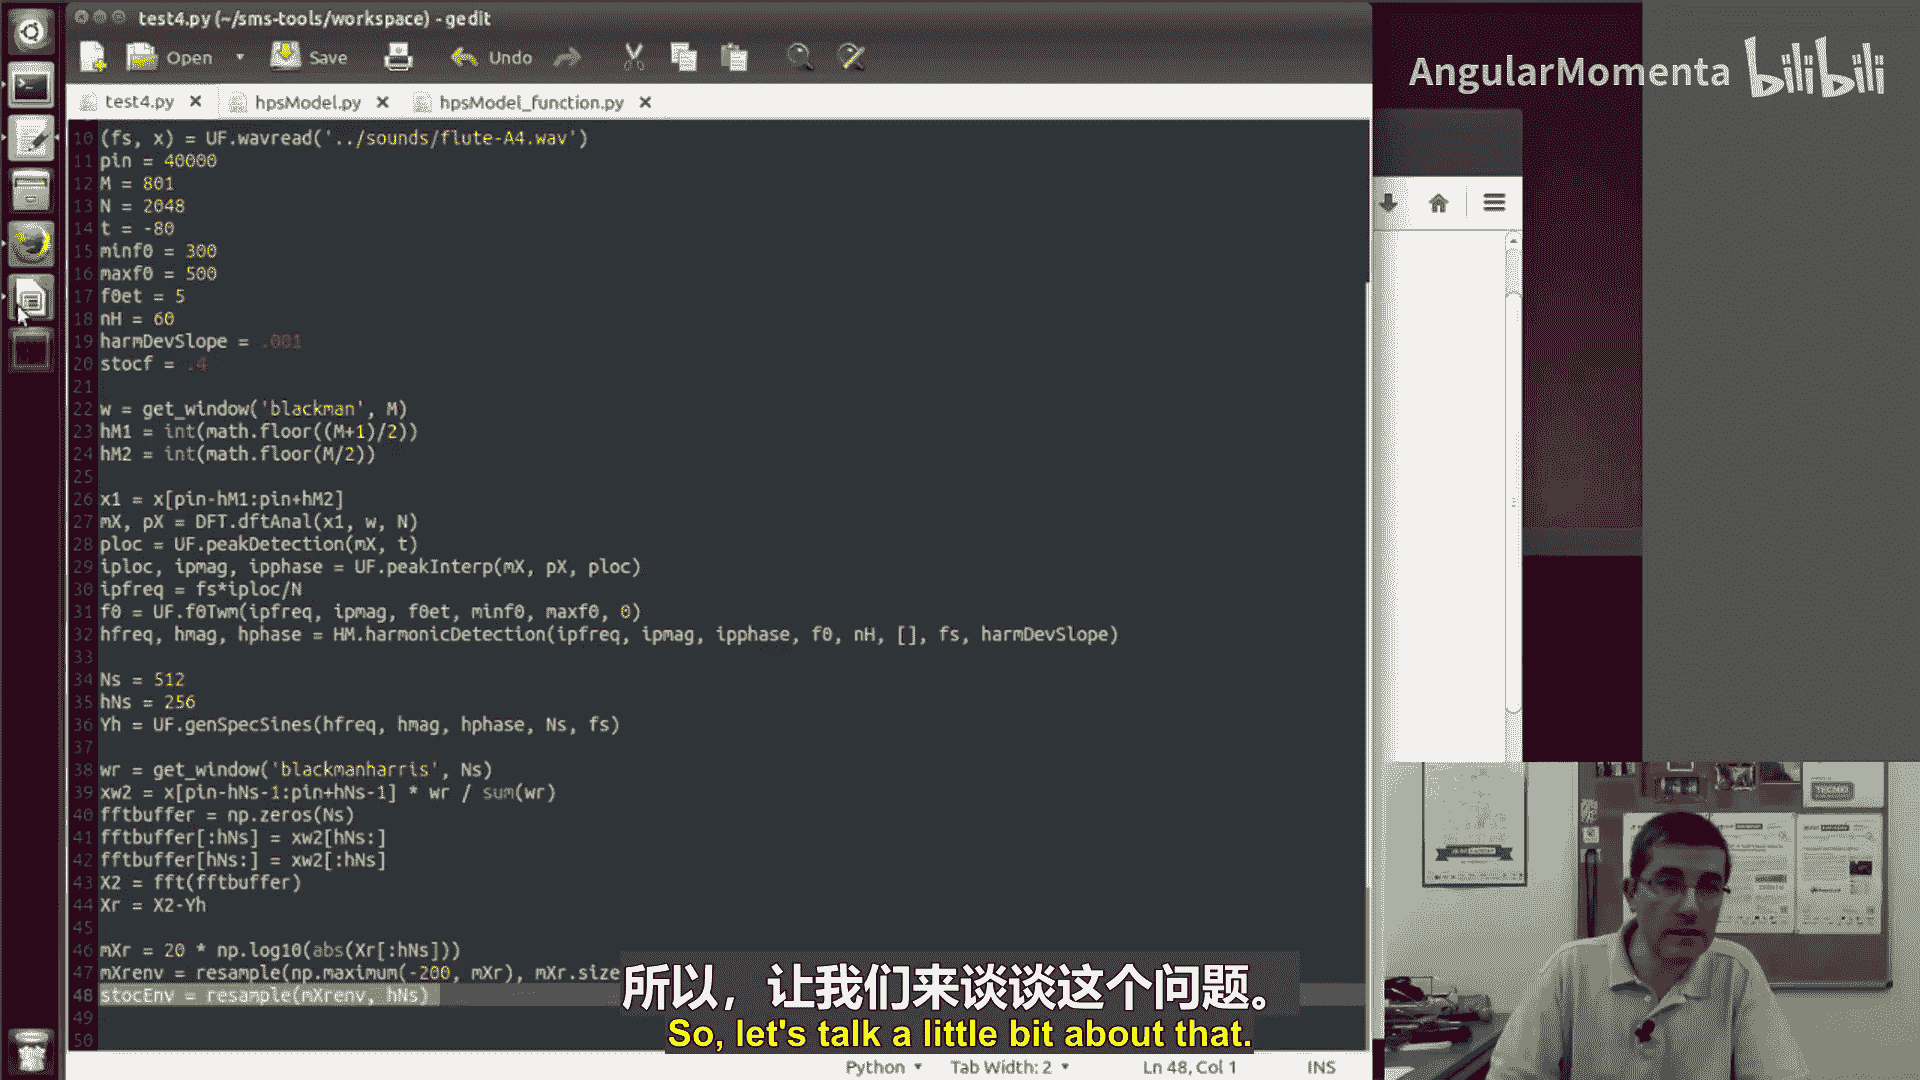 test4.py (~/sms-tools/workspace) - gedit
Open Save Undo
AngularMomenta bilibili
test4.py hpsModel.py hpsModel_function.py
10 (fs, x) = UF.wavread('../sounds/flute-A4.wav')
11 pin = 40000
12 M = 801
13 N = 2048
14 t = -80
15 minf0 = 300
16 maxf0 = 500
17 f0et = 5
18 nH = 60
19 harmDevSlope = .001
20 stocf = .4
21
22 w = get_window('blackman', M)
23 hM1 = int(math.floor((M+1)/2))
24 hM2 = int(math.floor(M/2))
25
26 x1 = x[pin-hM1:pin+hM2]
27 mX, pX = DFT.dftAnal(x1, w, N)
28 ploc = UF.peakDetection(mX, t)
29 iploc, ipmag, ipphase = UF.peakInterp(mX, pX, ploc)
30 ipfreq = fs*iploc/N
31 f0 = UF.f0Twm(ipfreq, ipmag, f0et, minf0, maxf0, 0)
32 hfreq, hmag, hphase = HM.harmonicDetection(ipfreq, ipmag, ipphase, f0, nH, [], fs, harmDevSlope)
33
34 Ns = 512
35 hNs = 256
36 Yh = UF.genSpecSines(hfreq, hmag, hphase, Ns, fs)
37
38 wr = get_window('blackmanharris', Ns)
39 xw2 = x[pin-hNs-1:pin+hNs-1] * wr / sum(wr)
40 fftbuffer = np.zeros(Ns)
41 fftbuffer[:hNs] = xw2[hNs:]
42 fftbuffer[hNs:] = xw2[:hNs]
43 X2 = fft(fftbuffer)
44 Xr = X2-Yh
45
46 mXr = 20 * np.log10(abs(Xr[:hNs]))
47 mXrenv = resample(np.maximum(-200, mXr), mXr.size
48 stocEnv = resample(mXrenv, hNs)
49
50
所以，让我们来谈谈这个问题。
So, let's talk a little bit about that.
Python Tab Width: 2 Ln 48, Col 1 INS